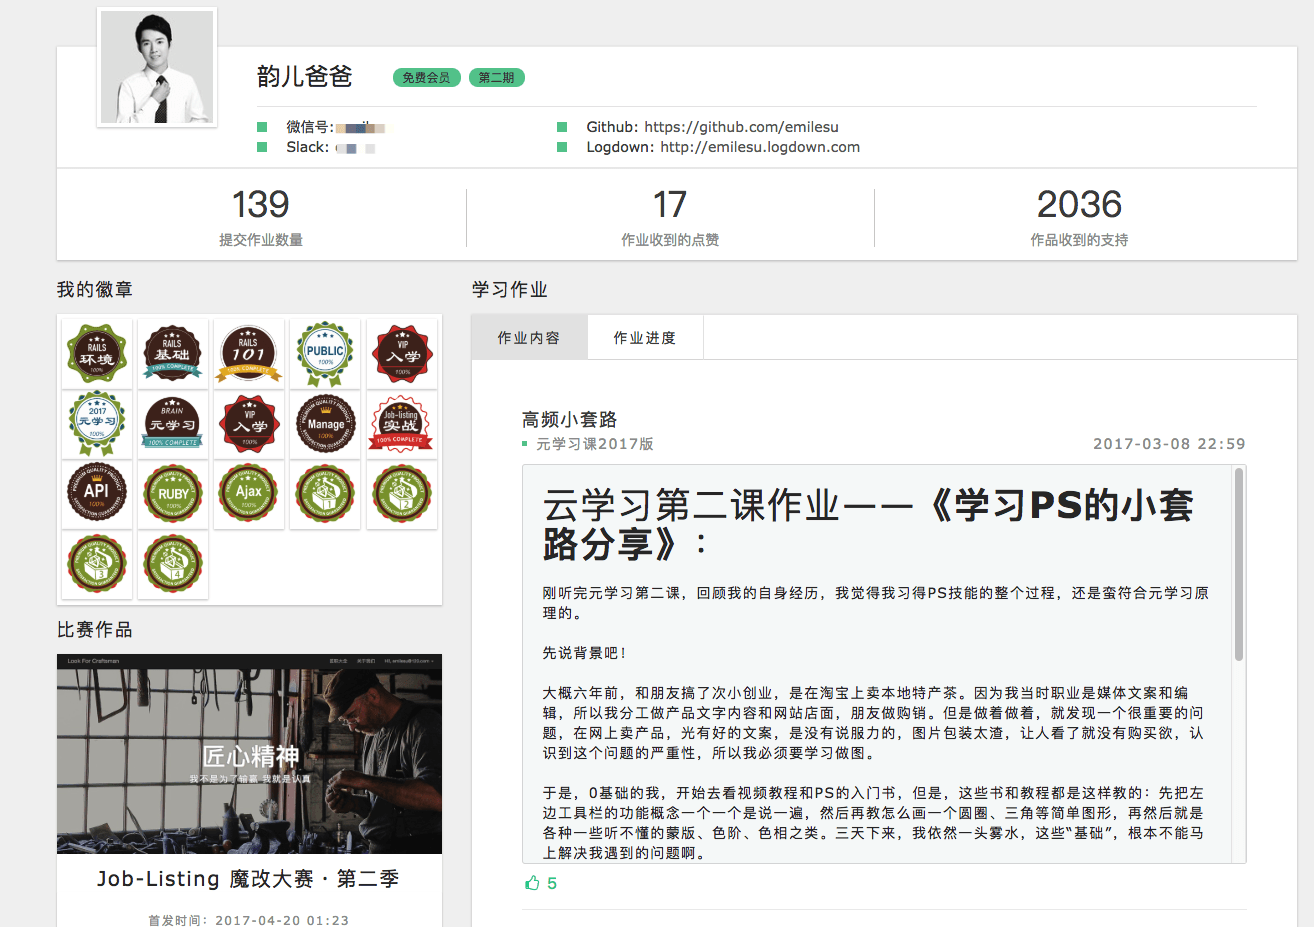 韵儿爸爸
免费会员
第二期
微信号:
Github: https://github.com/emilesu
Slack:
Logdown: http://emilesu.logdown.com
139
提交作业数量
17
作业收到的点赞
2036
作品收到的支持
我的徽章
RAILS
环境
100%
RAILS
基础
100% COMPLETE
RAILS
101
100% COMPLETE
PUBLIC
100%
VIP
入学
100%
2017
元学习
100%
BRAIN
元学习
100% COMPLETE
VIP
入学
100%
PREMIUM QUALITY PRODUCT
Manage
100%
SATISFACTION GUARANTEED
Job-listing
实战
100% COMPLETE
PREMIUM QUALITY PRODUCT
API
100%
SATISFACTION GUARANTEED
RUBY
100%
Ajax
100%
1
2
3
4
比赛作品
Look For Craftsman
匠心精神
我不是为了输赢 我就是认真
Job-Listing 魔改大赛 · 第二季
首发时间：2017-04-20 01:23
学习作业
作业内容
作业进度
高频小套路
元学习课2017版
2017-03-08 22:59
云学习第二课作业——《学习PS的小套
路分享》：
刚听完元学习第二课，回顾我的自身经历，我觉得我习得PS技能的整个过程，还是蛮符合元学习原
理的。
先说背景吧！
大概六年前，和朋友搞了次小创业，是在淘宝上卖本地特产茶。因为我当时职业是媒体文案和编
辑，所以我分工做产品文字内容和网站店面，朋友做购销。但是做着做着，就发现一个很重要的问
题，在网上卖产品，光有好的文案，是没有说服力的，图片包装太渣，让人看了就没有购买欲，认
识到这个问题的严重性，所以我必须要学习做图。
于是，0基础的我，开始去看视频教程和PS的入门书，但是，这些书和教程都是这样教的：先把左
边工具栏的功能概念一个一个是说一遍，然后再教怎么画一个圆圈、三角等简单图形，再然后就是
各种一些听不懂的蒙版、色阶、色相之类。三天下来，我依然一头雾水，这些“基础”，根本不能马
上解决我遇到的问题啊。
5